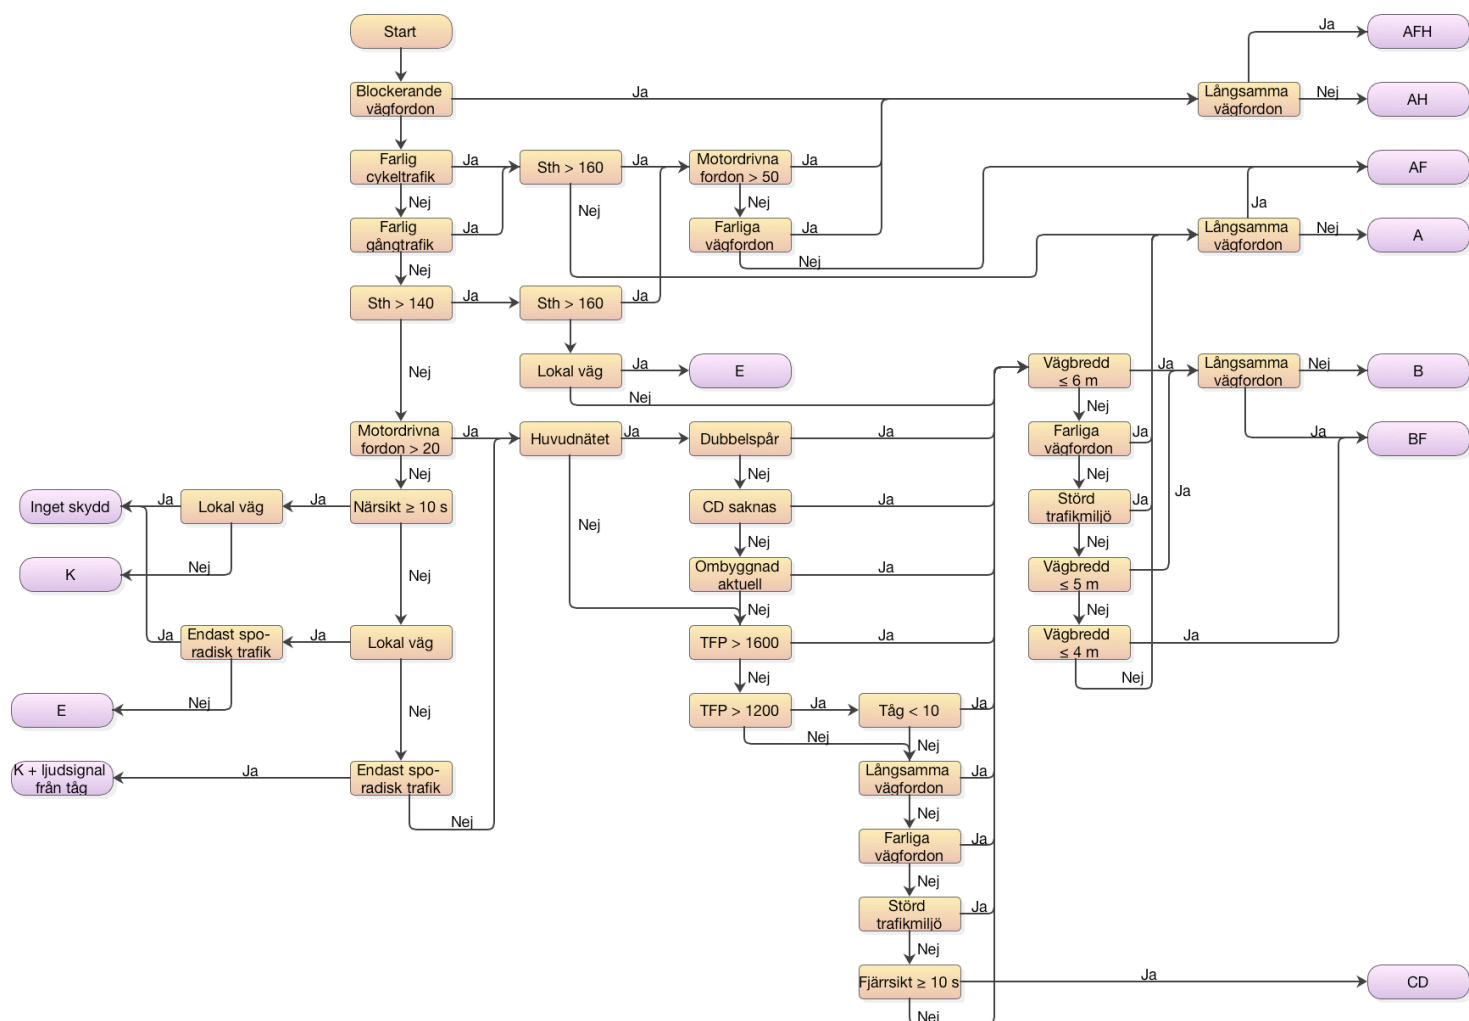 Start
Ja
AFH
Blockerande
vägfordon
Ja
Långsamma
vägfordon
Nej
AH
Farlig
cykeltrafik
Ja
Sth > 160
Ja
Motordrivna
fordon > 50
Ja
AF
Nej
Nej
Nej
Ja
Farlig
gångtrafik
Ja
Farliga
vägfordon
Ja
Långsamma
vägfordon
Nej
A
Nej
Nej
Sth > 140
Ja
Sth > 160
Ja
Nej
Lokal väg
Ja
E
Vägbredd
≤ 6 m
Ja
Långsamma
vägfordon
Nej
B
Nej
Nej
Motordrivna
fordon > 20
Ja
Huvudnätet
Ja
Dubbelspår
Ja
Farliga
vägfordon
Ja
Ja
BF
Nej
Nej
Nej
Inget skydd
Ja
Lokal väg
Ja
Närsikt ≥ 10 s
CD saknas
Ja
Störd
trafikmiljö
Ja
Ja
Nej
Nej
Nej
K
Nej
Nej
Ombyggnad
aktuell
Ja
Vägbredd
≤ 5 m
Nej
Nej
Ja
Endast spo-
radisk trafik
Ja
Lokal väg
TFP > 1600
Ja
Vägbredd
≤ 4 m
Ja
Nej
Nej
E
Nej
Nej
TFP > 1200
Ja
Tåg < 10
Ja
Nej
Nej
K + ljudsignal
från tåg
Ja
Endast spo-
radisk trafik
Långsamma
vägfordon
Ja
Nej
Nej
Farliga
vägfordon
Ja
Nej
Störd
trafikmiljö
Ja
Nej
Fjärrsikt ≥ 10 s
Ja
CD
Nej